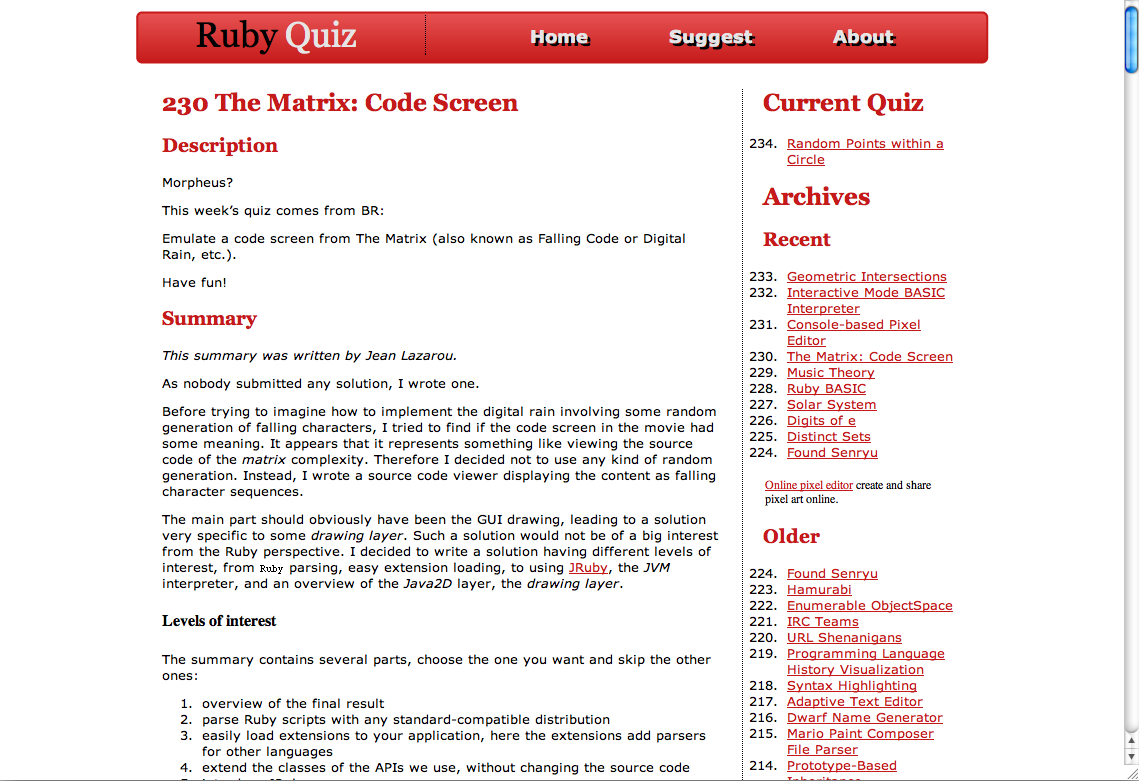 Ruby Quiz
Home Suggest About
230 The Matrix: Code Screen
Description
Morpheus?
This week’s quiz comes from BR:
Emulate a code screen from The Matrix (also known as Falling Code or Digital
Rain, etc.).
Have fun!
Summary
This summary was written by Jean Lazarou.
As nobody submitted any solution, I wrote one.
Before trying to imagine how to implement the digital rain involving some random
generation of falling characters, I tried to find if the code screen in the movie had
some meaning. It appears that it represents something like viewing the source
code of the matrix complexity. Therefore I decided not to use any kind of random
generation. Instead, I wrote a source code viewer displaying the content as falling
character sequences.
The main part should obviously have been the GUI drawing, leading to a solution
very specific to some drawing layer. Such a solution would not be of a big interest
from the Ruby perspective. I decided to write a solution having different levels of
interest, from Ruby parsing, easy extension loading, to using JRuby, the JVM
interpreter, and an overview of the Java2D layer, the drawing layer.
Levels of interest
The summary contains several parts, choose the one you want and skip the other
ones:
1. overview of the final result
2. parse Ruby scripts with any standard-compatible distribution
3. easily load extensions to your application, here the extensions add parsers
for other languages
4. extend the classes of the APIs we use, without changing the source code
Current Quiz
234. Random Points within a
Circle
Archives
Recent
233. Geometric Intersections
232. Interactive Mode BASIC
Interpreter
231. Console-based Pixel
Editor
230. The Matrix: Code Screen
229. Music Theory
228. Ruby BASIC
227. Solar System
226. Digits of e
225. Distinct Sets
224. Found Senryu
Online pixel editor create and share
pixel art online.
Older
224. Found Senryu
223. Hamurabi
222. Enumerable ObjectSpace
221. IRC Teams
220. URL Shenanigans
219. Programming Language
History Visualization
218. Syntax Highlighting
217. Adaptive Text Editor
216. Dwarf Name Generator
215. Mario Paint Composer
File Parser
214. Prototype-Based